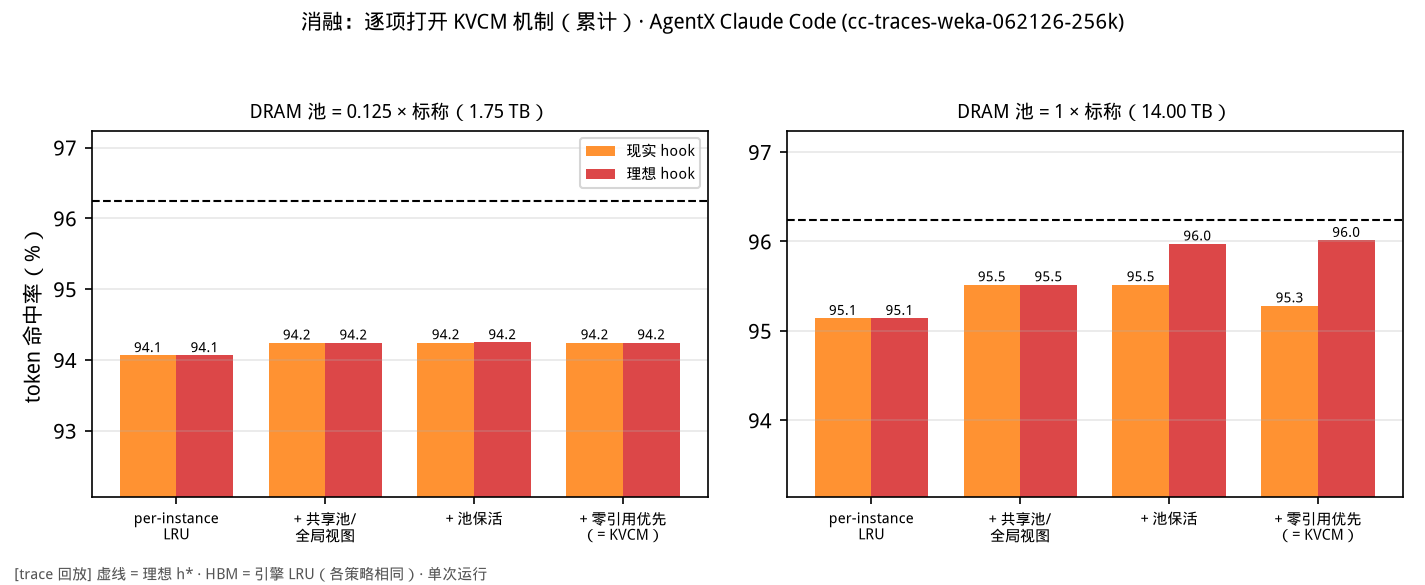 消融：逐项打开 KVCM 机制（累计）· AgentX Claude Code (cc-traces-weka-062126-256k)
DRAM 池 = 0.125 × 标称（1.75 TB）
token 命中率（%）
97
96
95
94
93
现实 hook
理想 hook
94.1
94.1
94.2
94.2
94.2
94.2
94.2
94.2
per-instance
LRU
+ 共享池/
全局视图
+ 池保活
+ 零引用优先
（= KVCM）
DRAM 池 = 1 × 标称（14.00 TB）
97
96
95
94
95.1
95.1
95.5
95.5
95.5
96.0
95.3
96.0
per-instance
LRU
+ 共享池/
全局视图
+ 池保活
+ 零引用优先
（= KVCM）
[trace 回放] 虚线 = 理想 h* · HBM = 引擎 LRU（各策略相同）· 单次运行